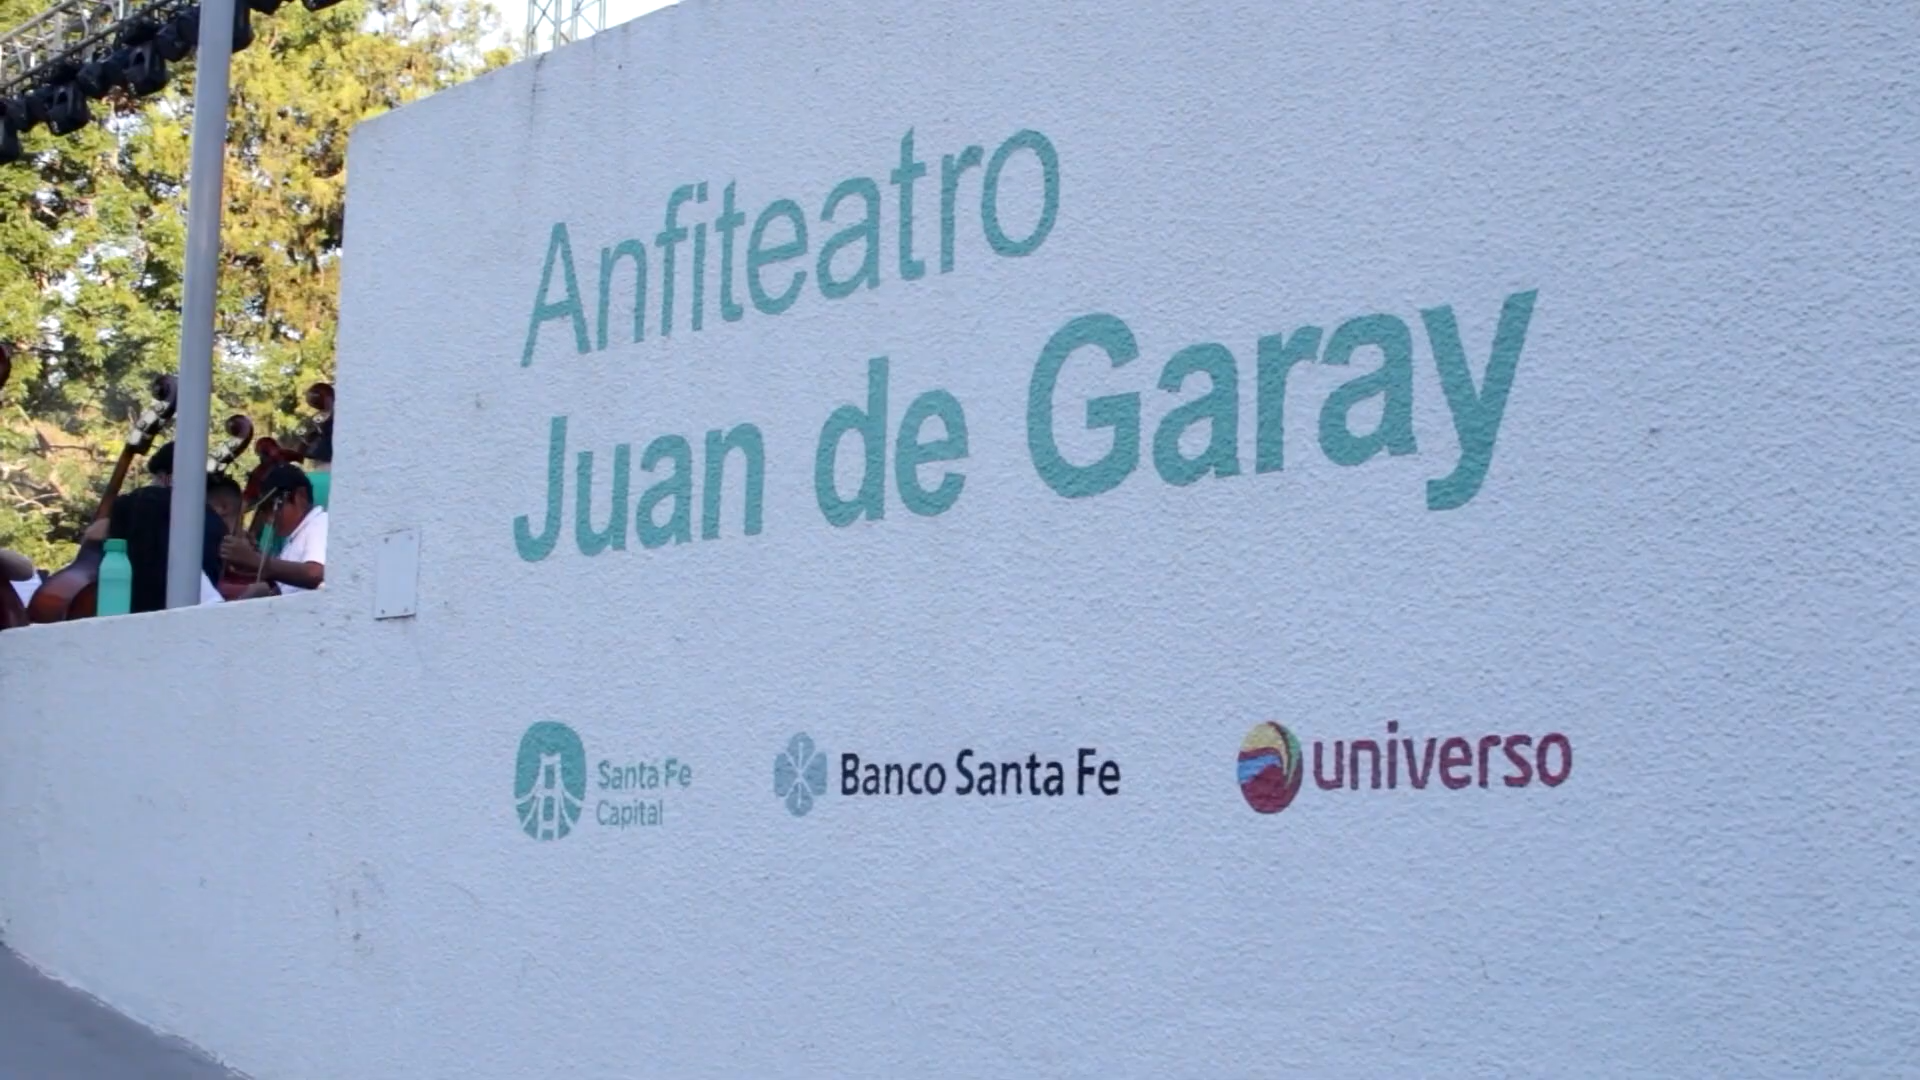 Anfiteatro
Juan de Garay
Santa Fe
Capital
Banco Santa Fe
universo